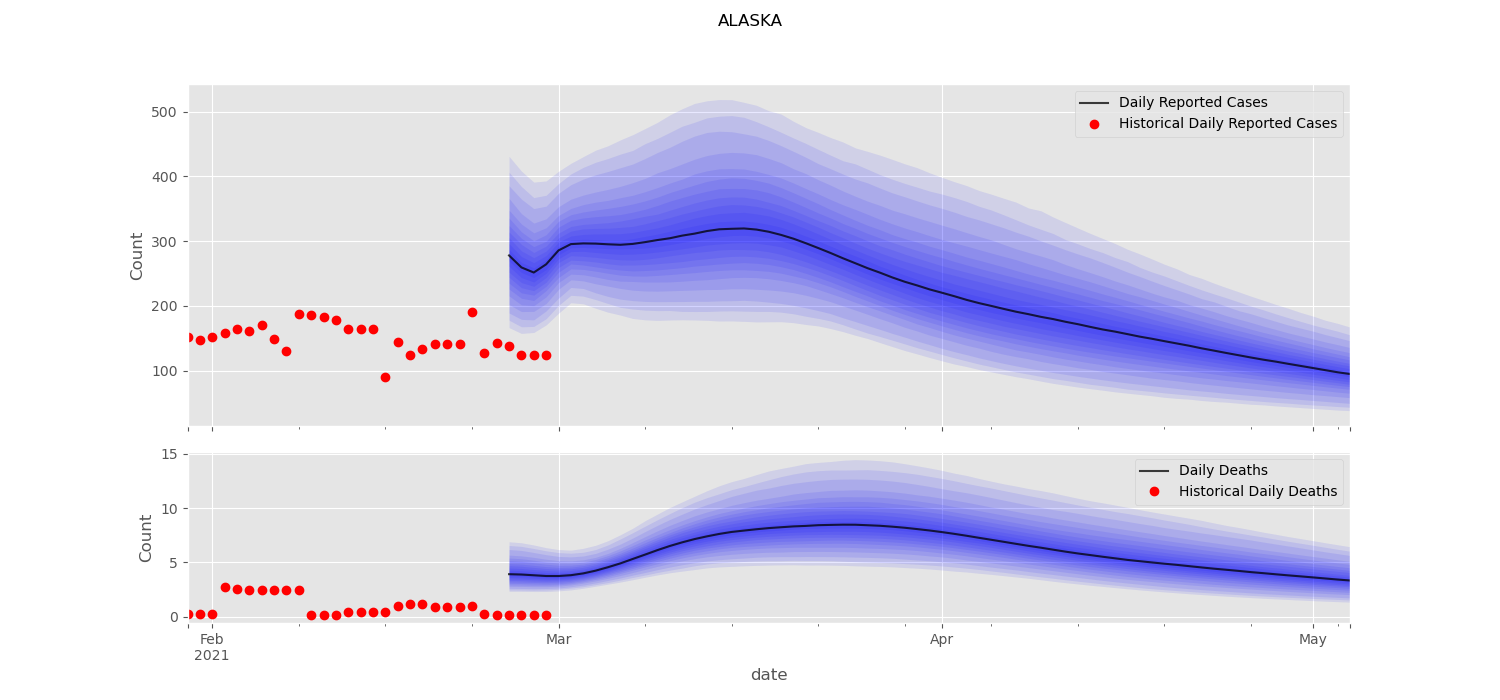 ALASKA
Daily Reported Cases
Historical Daily Reported Cases
500
400
300
200
100
Count
Daily Deaths
Historical Daily Deaths
15
10
5
0
Count
Feb
2021
Mar
Apr
May
date